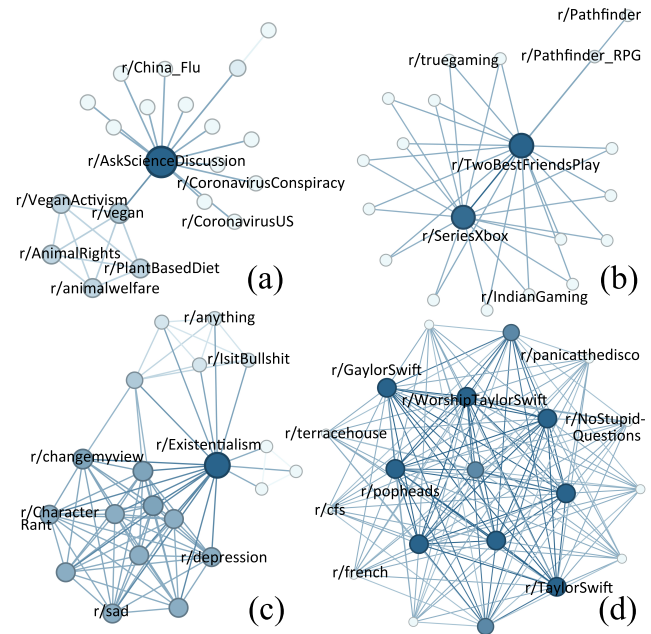 r/China_Flu
r/AskScienceDiscussion
r/CoronavirusConspiracy
r/VeganActivism
r/vegan
r/CoronavirusUS
r/AnimalRights
r/PlantBasedDiet
r/animalwelfare
(a)
r/Pathfinder
r/Pathfinder_RPG
r/truegaming
r/TwoBestFriendsPlay
r/SeriesXbox
r/IndianGaming
(b)
r/anything
r/IsitBullshit
r/Existentialism
r/changemyview
r/Character
Rant
r/depression
r/sad
(c)
r/panicatthedisco
r/GaylorSwift
r/WorshipTaylorSwift
r/NoStupid-
Questions
r/terracehouse
r/popheads
r/cfs
r/french
r/TaylorSwift
(d)